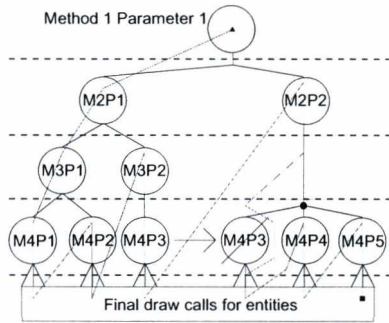 Method 1 Parameter 1
M2P1 M2P2
M3P1 M3P2
M4P1 M4P2 M4P3 M4P3 M4P4 M4P5
Final draw calls for entities